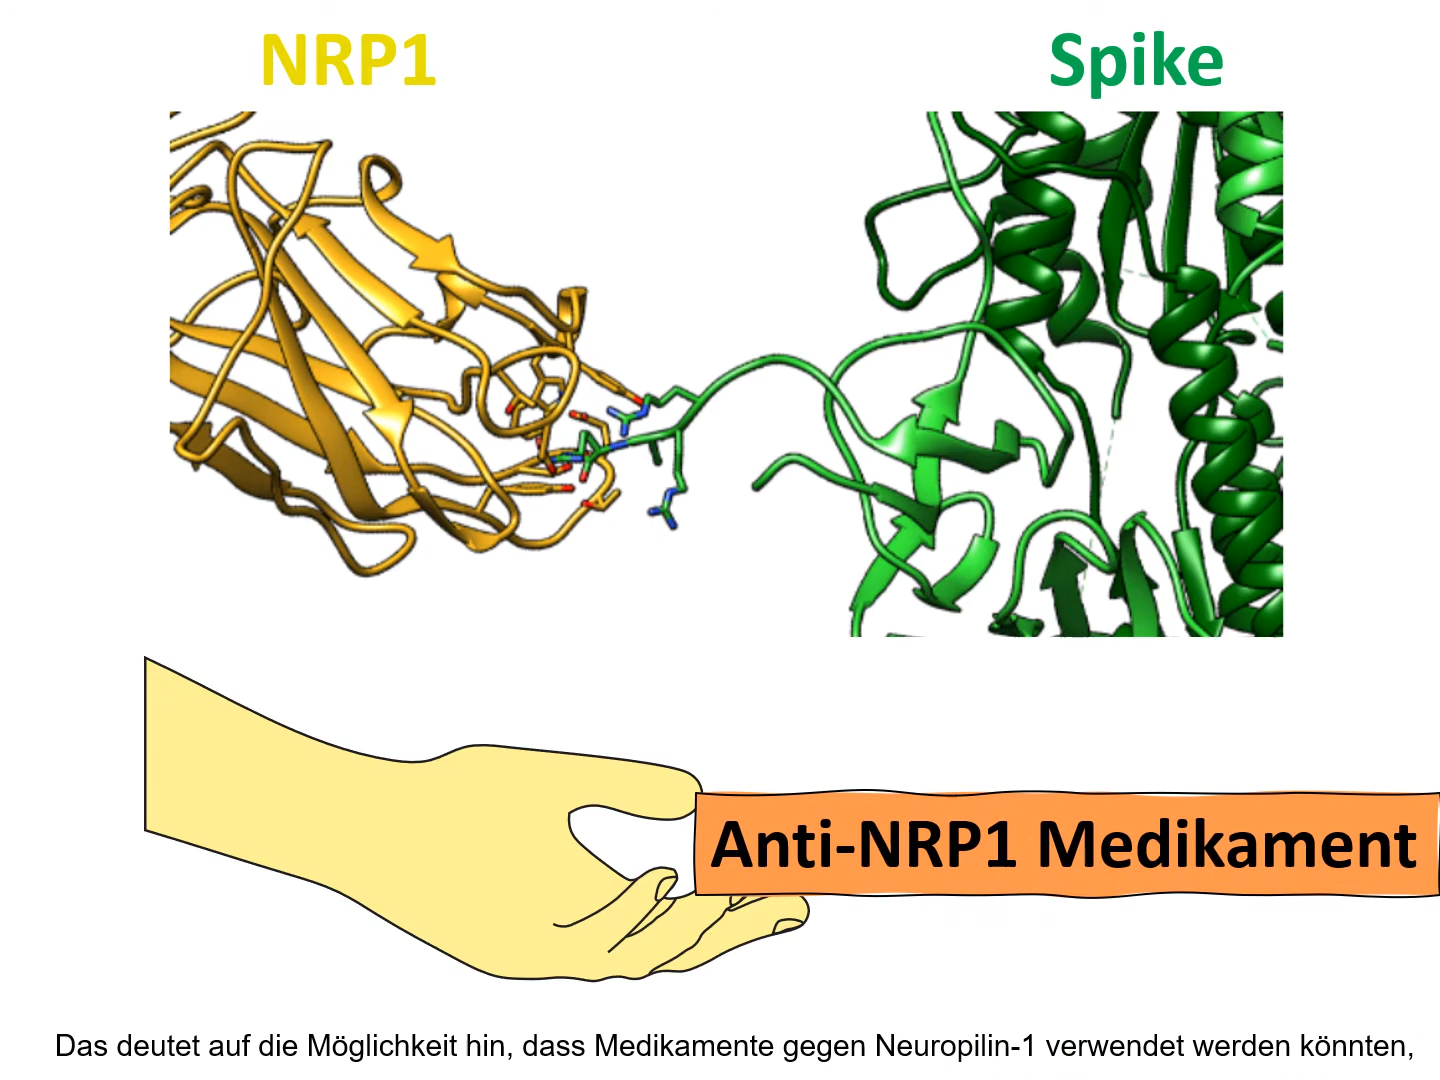 NRP1
Spike
Anti-NRP1 Medikament
Das deutet auf die Möglichkeit hin, dass Medikamente gegen Neuropilin-1 verwendet werden könnten,